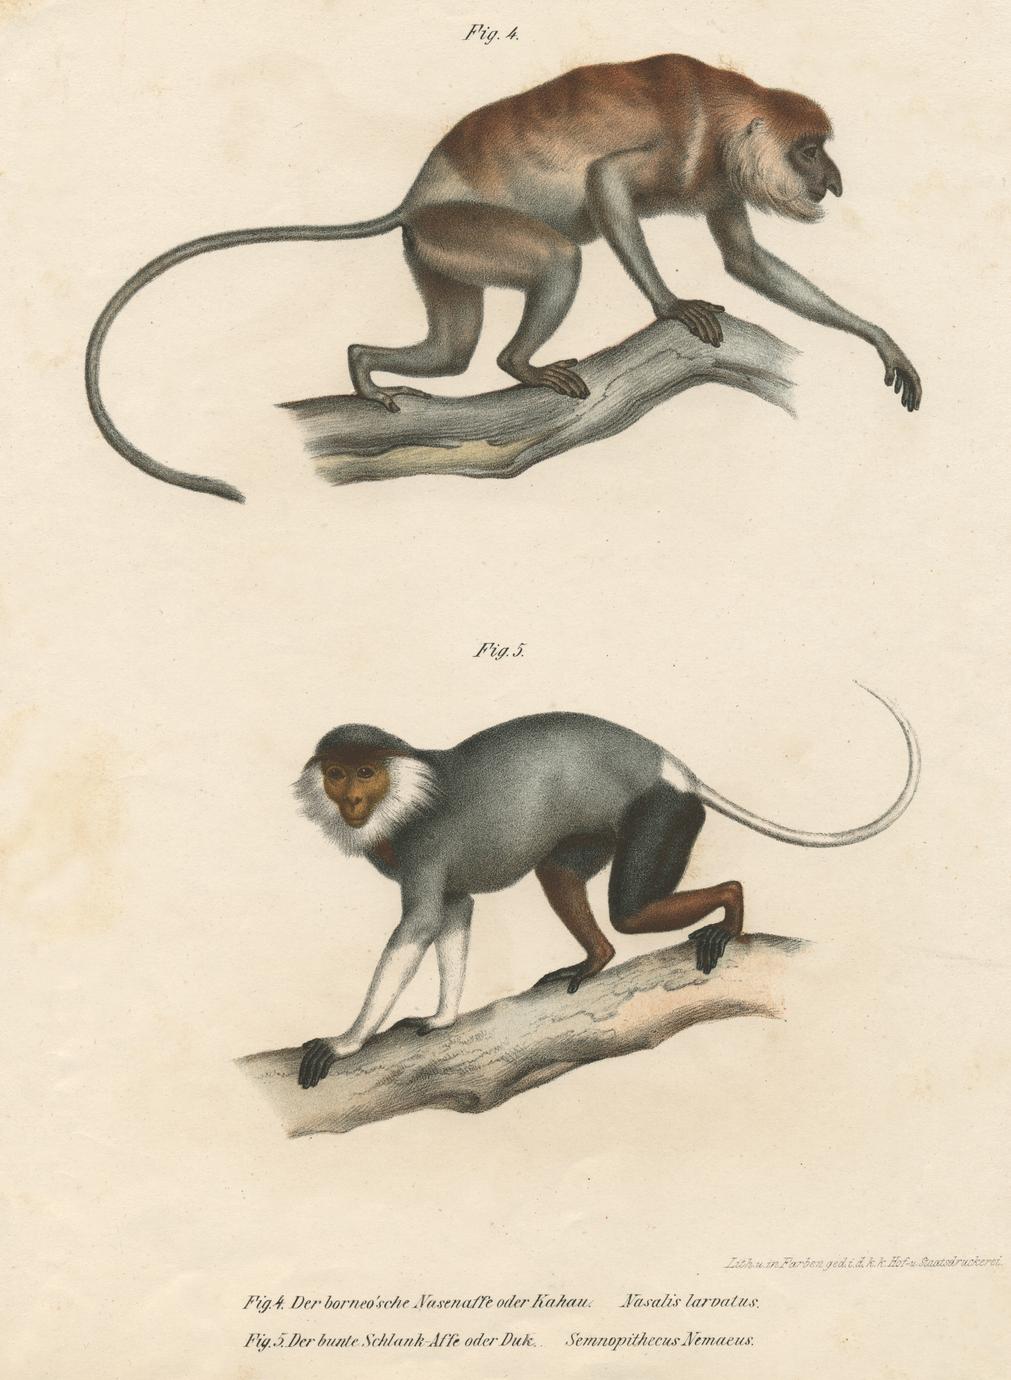 Fig. 4.
Fig. 5.
Lith. u. in Farben ged. i. d. k. k. Hof- u. Staatsdruckerei.
Fig. 4. Der borneo'sche Nasenaffe oder Kahau. Nasalis larvatus.
Fig. 5. Der bunte Schlank-Affe oder Duk. Semnopithecus Nemaeus.